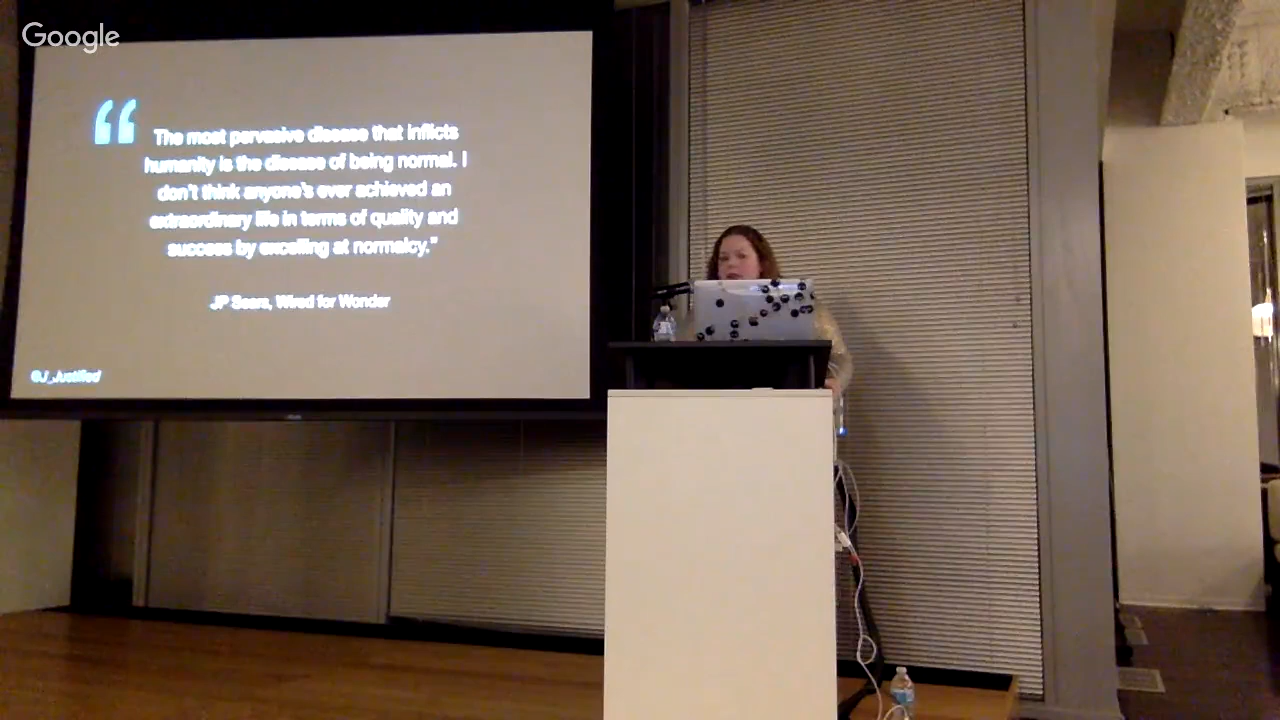 Google
“
The most pervasive disease that inflicts
humanity is the disease of being normal. I
don't think anyone's ever achieved an
extraordinary life in terms of quality and
success by excelling at normalcy."
JP Sears, Wired for Wonder
@J_Justified